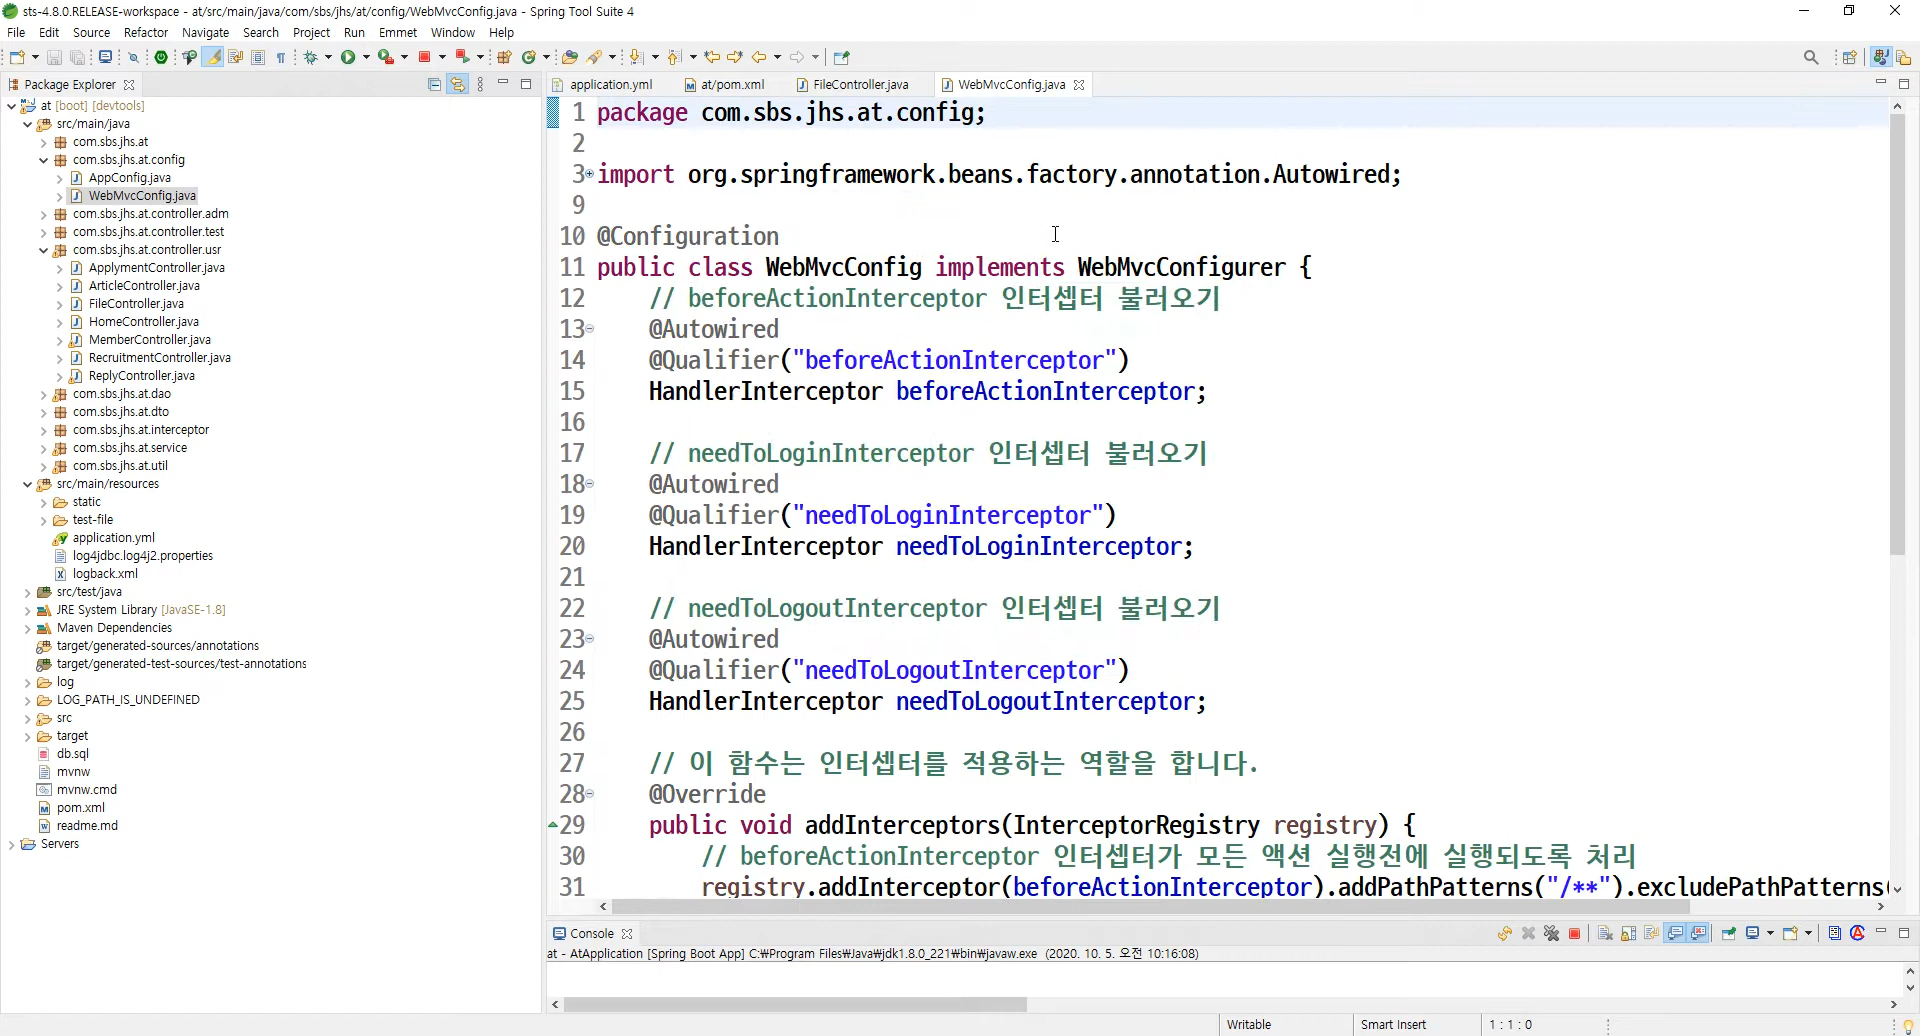 sts-4.8.0.RELEASE-workspace - at/src/main/java/com/sbs/jhs/at/config/WebMvcConfig.java - Spring Tool Suite 4
File Edit Source Refactor Navigate Search Project Run Emmet Window Help
Package Explorer
at [boot] [devtools]
src/main/java
com.sbs.jhs.at
com.sbs.jhs.at.config
AppConfig.java
WebMvcConfig.java
com.sbs.jhs.at.controller.adm
com.sbs.jhs.at.controller.test
com.sbs.jhs.at.controller.usr
ApplymentController.java
ArticleController.java
FileController.java
HomeController.java
MemberController.java
RecruitmentController.java
ReplyController.java
com.sbs.jhs.at.dao
com.sbs.jhs.at.dto
com.sbs.jhs.at.interceptor
com.sbs.jhs.at.service
com.sbs.jhs.at.util
src/main/resources
static
test-file
application.yml
log4jdbc.log4j2.properties
logback.xml
src/test/java
JRE System Library [JavaSE-1.8]
Maven Dependencies
target/generated-sources/annotations
target/generated-test-sources/test-annotations
log
LOG_PATH_IS_UNDEFINED
src
target
db.sql
mvnw
mvnw.cmd
pom.xml
readme.md
Servers
application.yml at/pom.xml FileController.java WebMvcConfig.java
1 package com.sbs.jhs.at.config;
2
3 import org.springframework.beans.factory.annotation.Autowired;
9
10 @Configuration
11 public class WebMvcConfig implements WebMvcConfigurer {
12 // beforeActionInterceptor 인터셉터 불러오기
13 @Autowired
14 @Qualifier("beforeActionInterceptor")
15 HandlerInterceptor beforeActionInterceptor;
16
17 // needToLoginInterceptor 인터셉터 불러오기
18 @Autowired
19 @Qualifier("needToLoginInterceptor")
20 HandlerInterceptor needToLoginInterceptor;
21
22 // needToLogoutInterceptor 인터셉터 불러오기
23 @Autowired
24 @Qualifier("needToLogoutInterceptor")
25 HandlerInterceptor needToLogoutInterceptor;
26
27 // 이 함수는 인터셉터를 적용하는 역할을 합니다.
28 @Override
29 public void addInterceptors(InterceptorRegistry registry) {
30 // beforeActionInterceptor 인터셉터가 모든 액션 실행전에 실행되도록 처리
31 registry.addInterceptor(beforeActionInterceptor).addPathPatterns("/**").excludePathPatterns(
Console
at - AtApplication [Spring Boot App] C:₩Program Files₩Java₩jdk1.8.0_221₩bin₩javaw.exe (2020. 10. 5. 오전 10:16:08)
Writable Smart Insert 1 : 1 : 0